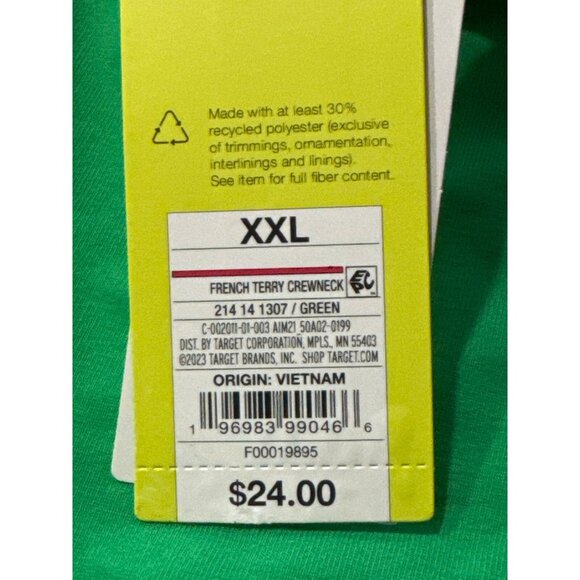 Made with at least 30%
recycled polyester (exclusive
of trimmings, ornamentation,
interlinings and linings).
See item for full fiber content.
XXL
FRENCH TERRY CREWNECK
214 14 1307 / GREEN
C-002011-01-003 AIM21_50A02-0199
DIST. BY TARGET CORPORATION, MPLS., MN 55403
©2023 TARGET BRANDS, INC. SHOP TARGET.COM
ORIGIN: VIETNAM
1 96983 99046 6
F00019895
$24.00